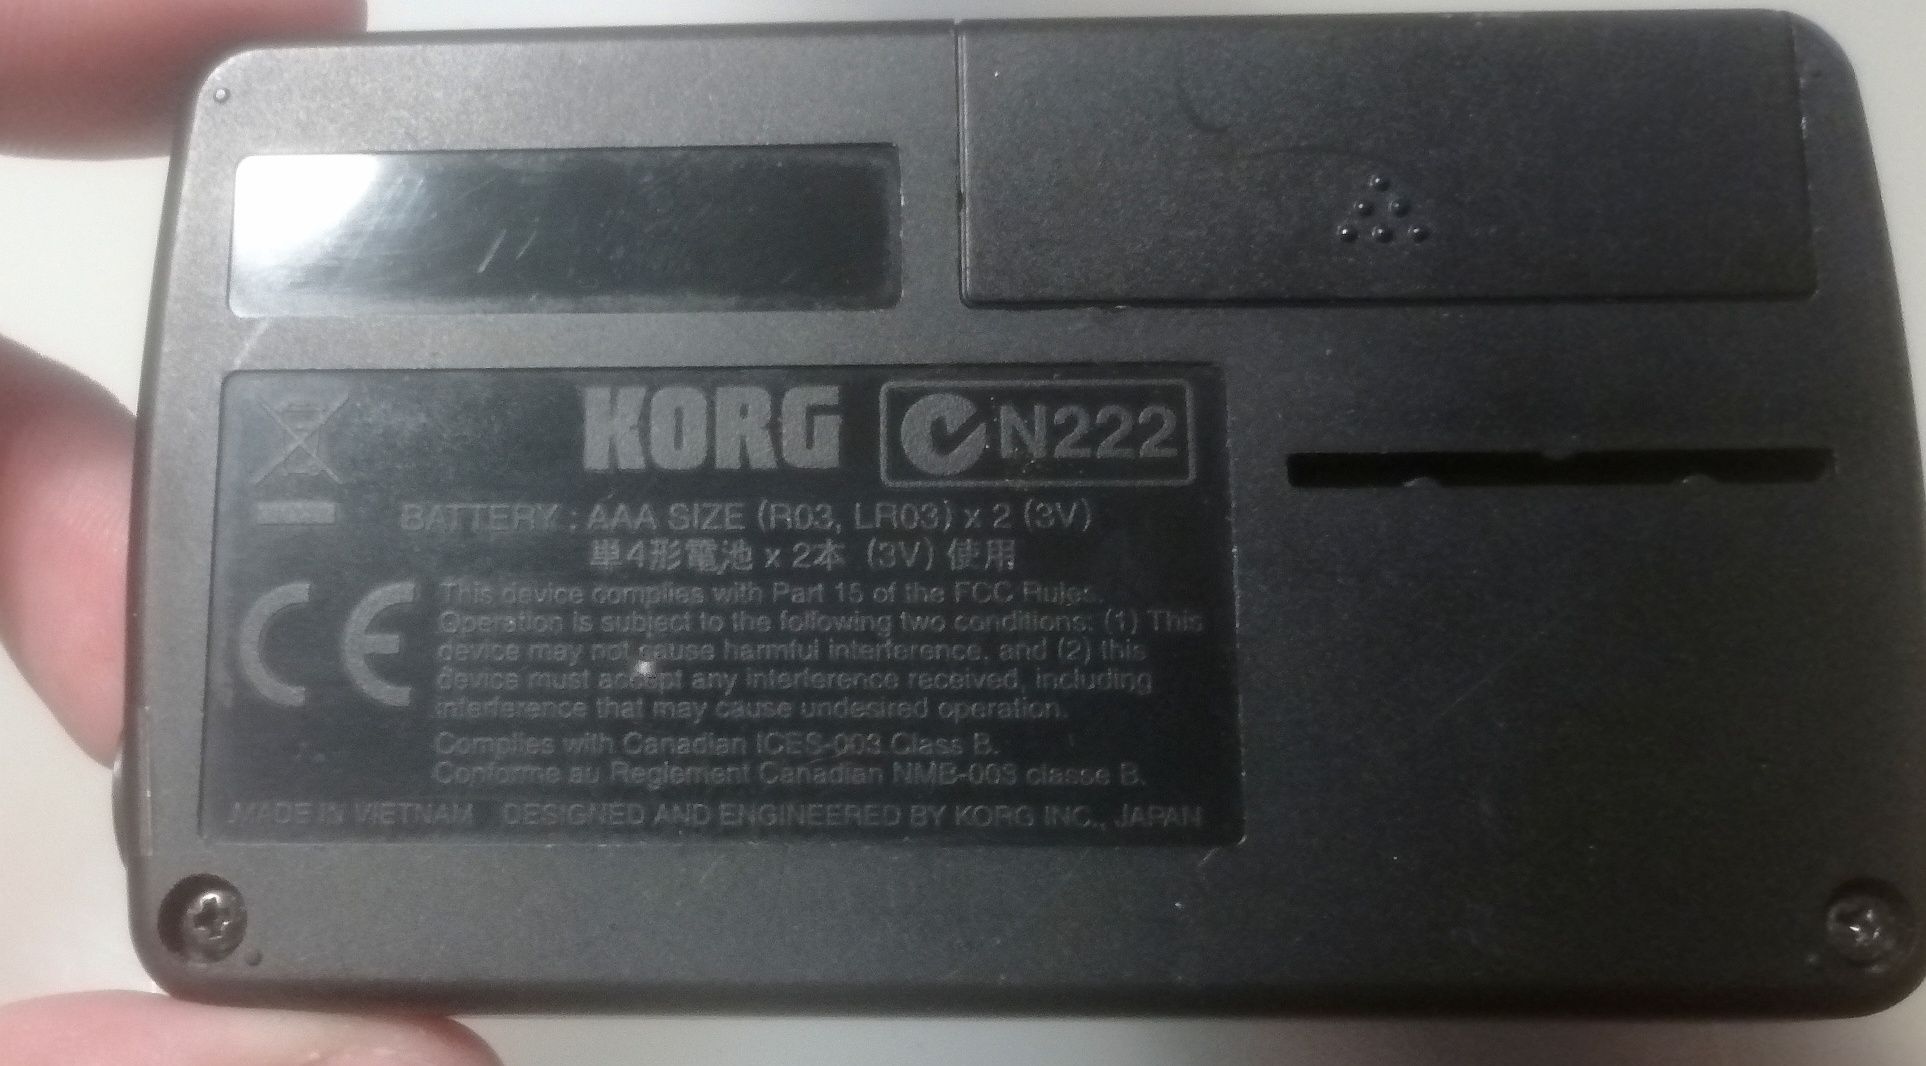 KORG N222
BATTERY : AAA SIZE (R03, LR03) x 2 (3V)
単4形電池 x 2本 (3V) 使用
CE
This device complies with Part 15 of the FCC Rules.
Operation is subject to the following two conditions: (1) This
device may not cause harmful interference, and (2) this
device must accept any interference received, including
interference that may cause undesired operation.
Complies with Canadian ICES-003 Class B.
Conforme au Reglement Canadian NMB-003 classe B.
MADE IN VIETNAM DESIGNED AND ENGINEERED BY KORG INC., JAPAN